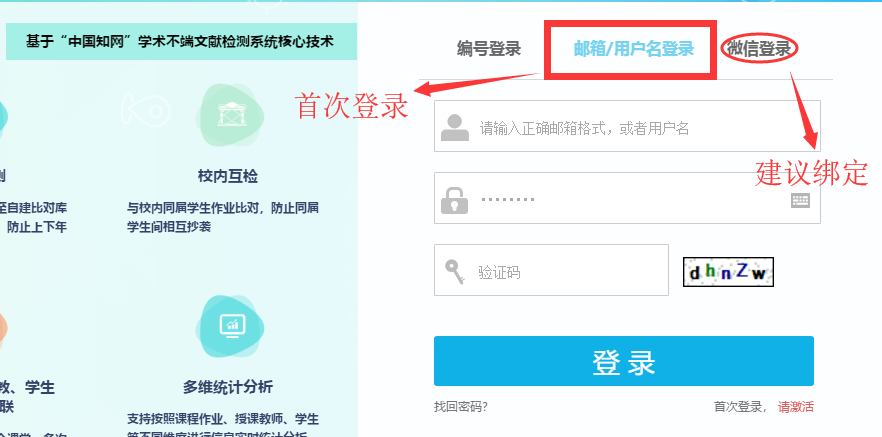 基于“中国知网”学术不端文献检测系统核心技术
校内互检
至自建比对库
防止上下年
与校内同届学生作业比对，防止同届
学生间相互抄袭
教、学生
联
多维统计分析
支持按照课程作业、授课教师、学生
编号登录
邮箱/用户名登录
微信登录
首次登录
建议绑定
请输入正确邮箱格式，或者用户名
验证码
dhnZw
登 录
找回密码?
首次登录，请激活